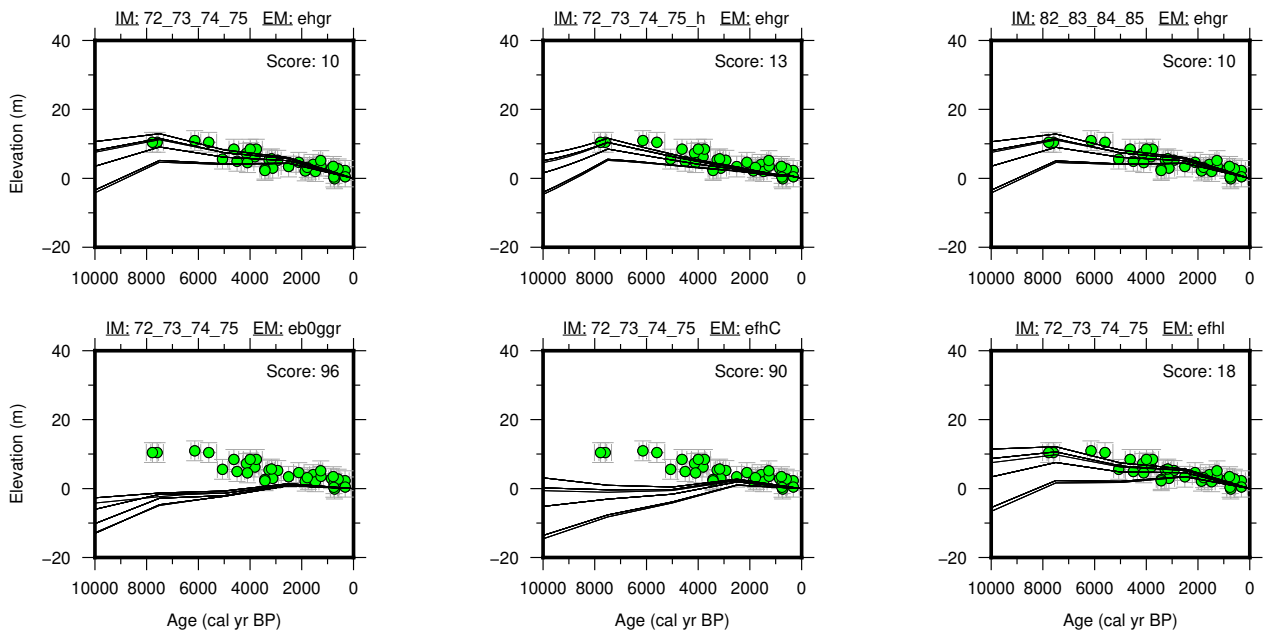 IM: 72_73_74_75 EM: ehgr
IM: 72_73_74_75_h EM: ehgr
IM: 82_83_84_85 EM: ehgr
Score: 10
Score: 13
Score: 10
Elevation (m)
40
20
0
−20
40
20
0
−20
40
20
0
−20
10000 8000 6000 4000 2000 0
10000 8000 6000 4000 2000 0
10000 8000 6000 4000 2000 0
IM: 72_73_74_75 EM: eb0ggr
IM: 72_73_74_75 EM: efhC
IM: 72_73_74_75 EM: efhl
Score: 96
Score: 90
Score: 18
Elevation (m)
40
20
0
−20
40
20
0
−20
40
20
0
−20
10000 8000 6000 4000 2000 0
10000 8000 6000 4000 2000 0
10000 8000 6000 4000 2000 0
Age (cal yr BP)
Age (cal yr BP)
Age (cal yr BP)